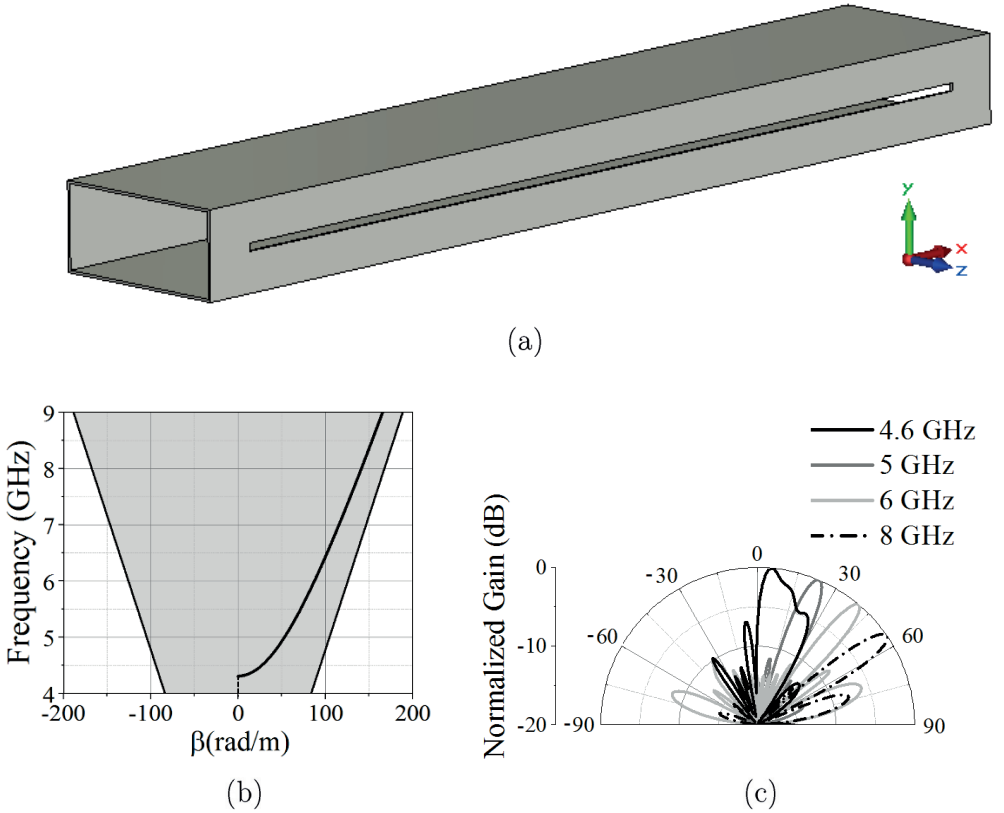 y
x
z
(a)
Frequency (GHz)
9
8
7
6
5
4
-200
-100
0
100
200
β(rad/m)
(b)
4.6 GHz
5 GHz
6 GHz
8 GHz
Normalized Gain (dB)
0
-10
-20
-90
-60
-30
0
30
60
90
(c)